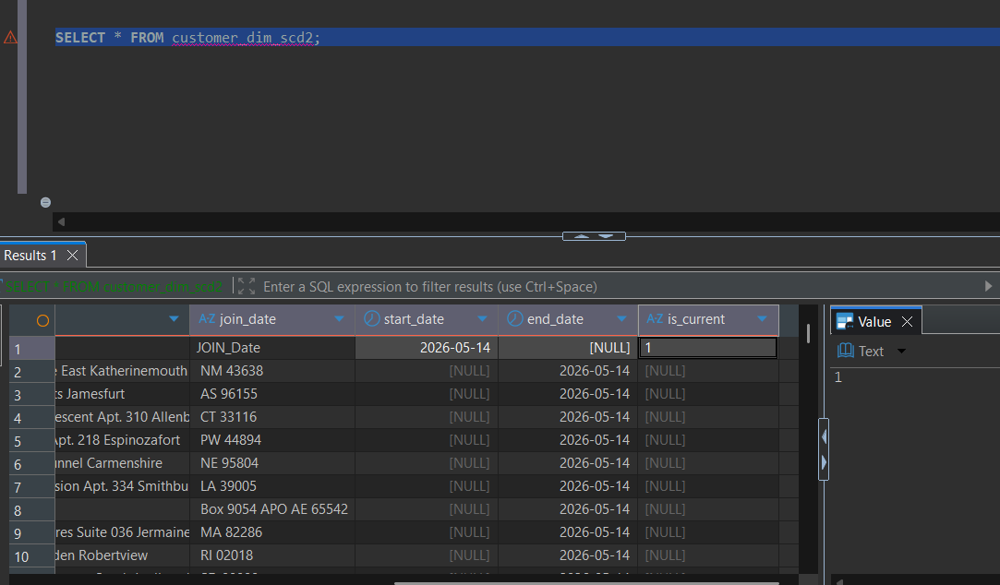 SELECT * FROM customer_dim_scd2;
Results 1
SELECT * FROM customer_dim_scd2 Enter a SQL expression to filter results (use Ctrl+Space)
A-Z join_date start_date end_date A-Z is_current
Value
Text
1
1 JOIN_Date 2026-05-14 [NULL] 1
2 East Katherinemouth NM 43638 [NULL] 2026-05-14 [NULL]
3 ts Jamesfurt AS 96155 [NULL] 2026-05-14 [NULL]
4 escent Apt. 310 Allenb CT 33116 [NULL] 2026-05-14 [NULL]
5 Apt. 218 Espinozafort PW 44894 [NULL] 2026-05-14 [NULL]
6 unnel Carmenshire NE 95804 [NULL] 2026-05-14 [NULL]
7 sion Apt. 334 Smithbu LA 39005 [NULL] 2026-05-14 [NULL]
8 Box 9054 APO AE 65542 [NULL] 2026-05-14 [NULL]
9 res Suite 036 Jermaine MA 82286 [NULL] 2026-05-14 [NULL]
10 den Robertview RI 02018 [NULL] 2026-05-14 [NULL]